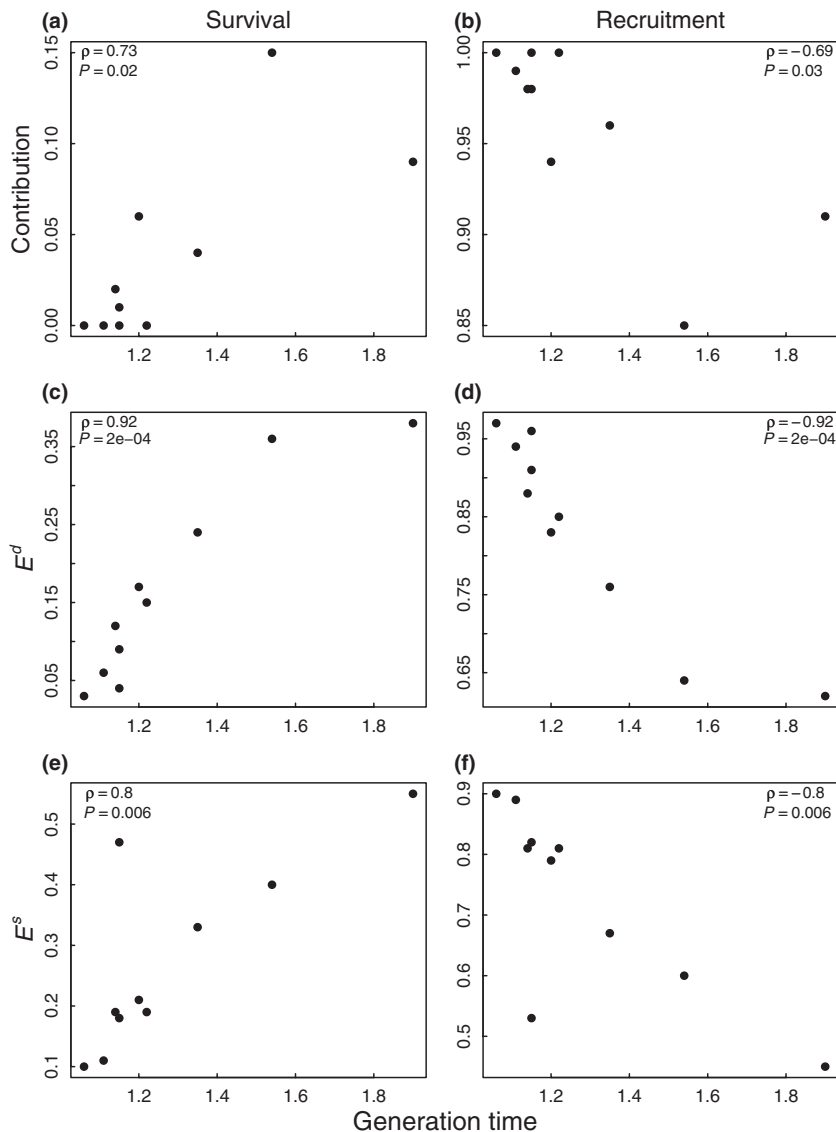 (a) Survival
(b) Recruitment
ρ = 0.73
P = 0.02
Contribution
0.15
0.10
0.05
0.00
1.2 1.4 1.6 1.8
ρ = −0.69
P = 0.03
1.00
0.95
0.90
0.85
1.2 1.4 1.6 1.8
(c)
ρ = 0.92
P = 2e−04
E^d
0.35
0.25
0.15
0.05
1.2 1.4 1.6 1.8
(d)
ρ = −0.92
P = 2e−04
0.95
0.85
0.75
0.65
1.2 1.4 1.6 1.8
(e)
ρ = 0.8
P = 0.006
E^s
0.5
0.4
0.3
0.2
0.1
1.2 1.4 1.6 1.8
(f)
ρ = −0.8
P = 0.006
0.9
0.8
0.7
0.6
0.5
1.2 1.4 1.6 1.8
Generation time